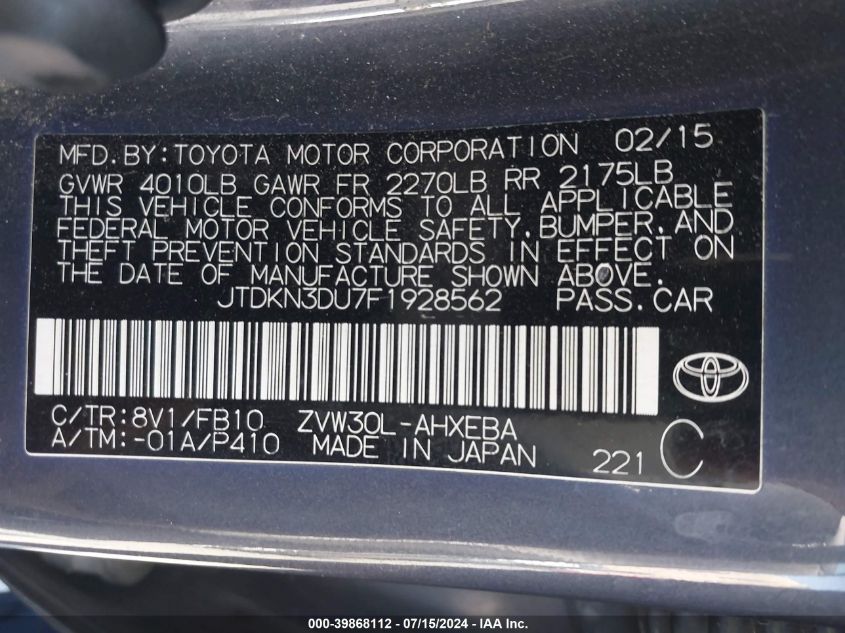 MFD.BY:TOYOTA MOTOR CORPORATION 02/15
GVWR 4010LB GAWR FR 2270LB RR 2175LB
THIS VEHICLE CONFORMS TO ALL APPLICABLE
FEDERAL MOTOR VEHICLE SAFETY,BUMPER,AND
THEFT PREVENTION STANDARDS IN EFFECT ON
THE DATE OF MANUFACTURE SHOWN ABOVE.
JTDKN3DU7F1928562 PASS.CAR
C/TR:8V1/FB10 ZVW30L-AHXEBA
A/TM:-01A/P410 MADE IN JAPAN
221 C
000-39868112 - 07/15/2024 - IAAI.com.